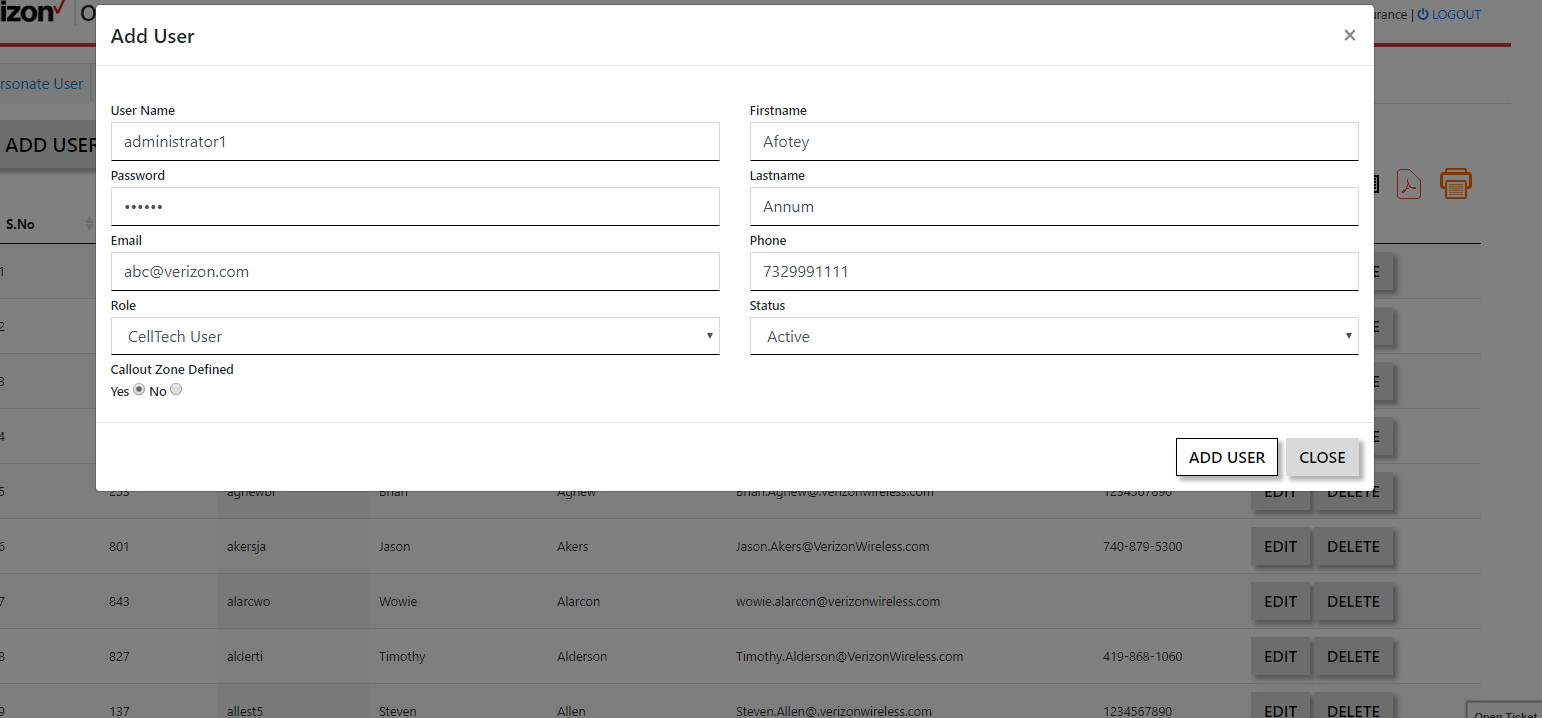 izon | O
Add User ×
urance | LOGOUT
rsonate User
User Name Firstname
administrator1 Afotey
ADD USER
Password Lastname
•••••• Annum
S.No
Email Phone
abc@verizon.com 7329991111
1 E
Role Status
CellTech User Active
2 E
Callout Zone Defined
Yes No
3 E
4 E
ADD USER CLOSE
5 253 agnewbr Brian Agnew Brian.Agnew@.verizonwireless.com 1234567890 EDIT DELETE
6 801 akersja Jason Akers Jason.Akers@VerizonWireless.com 740-879-5300 EDIT DELETE
7 843 alarcwo Wowie Alarcon wowie.alarcon@verizonwireless.com EDIT DELETE
8 827 alderti Timothy Alderson Timothy.Alderson@VerizonWireless.com 419-868-1060 EDIT DELETE
9 137 allest5 Steven Allen Steven.Allen@.verizonwireless.com 1234567890 EDIT DELETE
Open Ticket